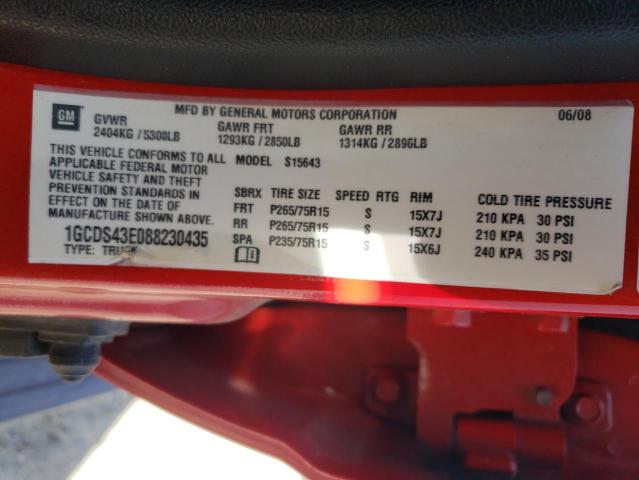 GM
MFD BY GENERAL MOTORS CORPORATION 06/08
GVWR GAWR FRT GAWR RR
2404KG / 5300LB 1293KG / 2850LB 1314KG / 2896LB
THIS VEHICLE CONFORMS TO ALL MODEL S15643
APPLICABLE FEDERAL MOTOR
VEHICLE SAFETY AND THEFT
PREVENTION STANDARDS IN
EFFECT ON THE DATE OF
MANUFACTURE SHOWN ABOVE.
1GCDS43E088230435
TYPE: TRUCK
SBRX TIRE SIZE SPEED RTG RIM COLD TIRE PRESSURE
FRT P265/75R15 S 15X7J 210 KPA 30 PSI
RR P265/75R15 S 15X7J 210 KPA 30 PSI
SPA P235/75R15 S 15X6J 240 KPA 35 PSI